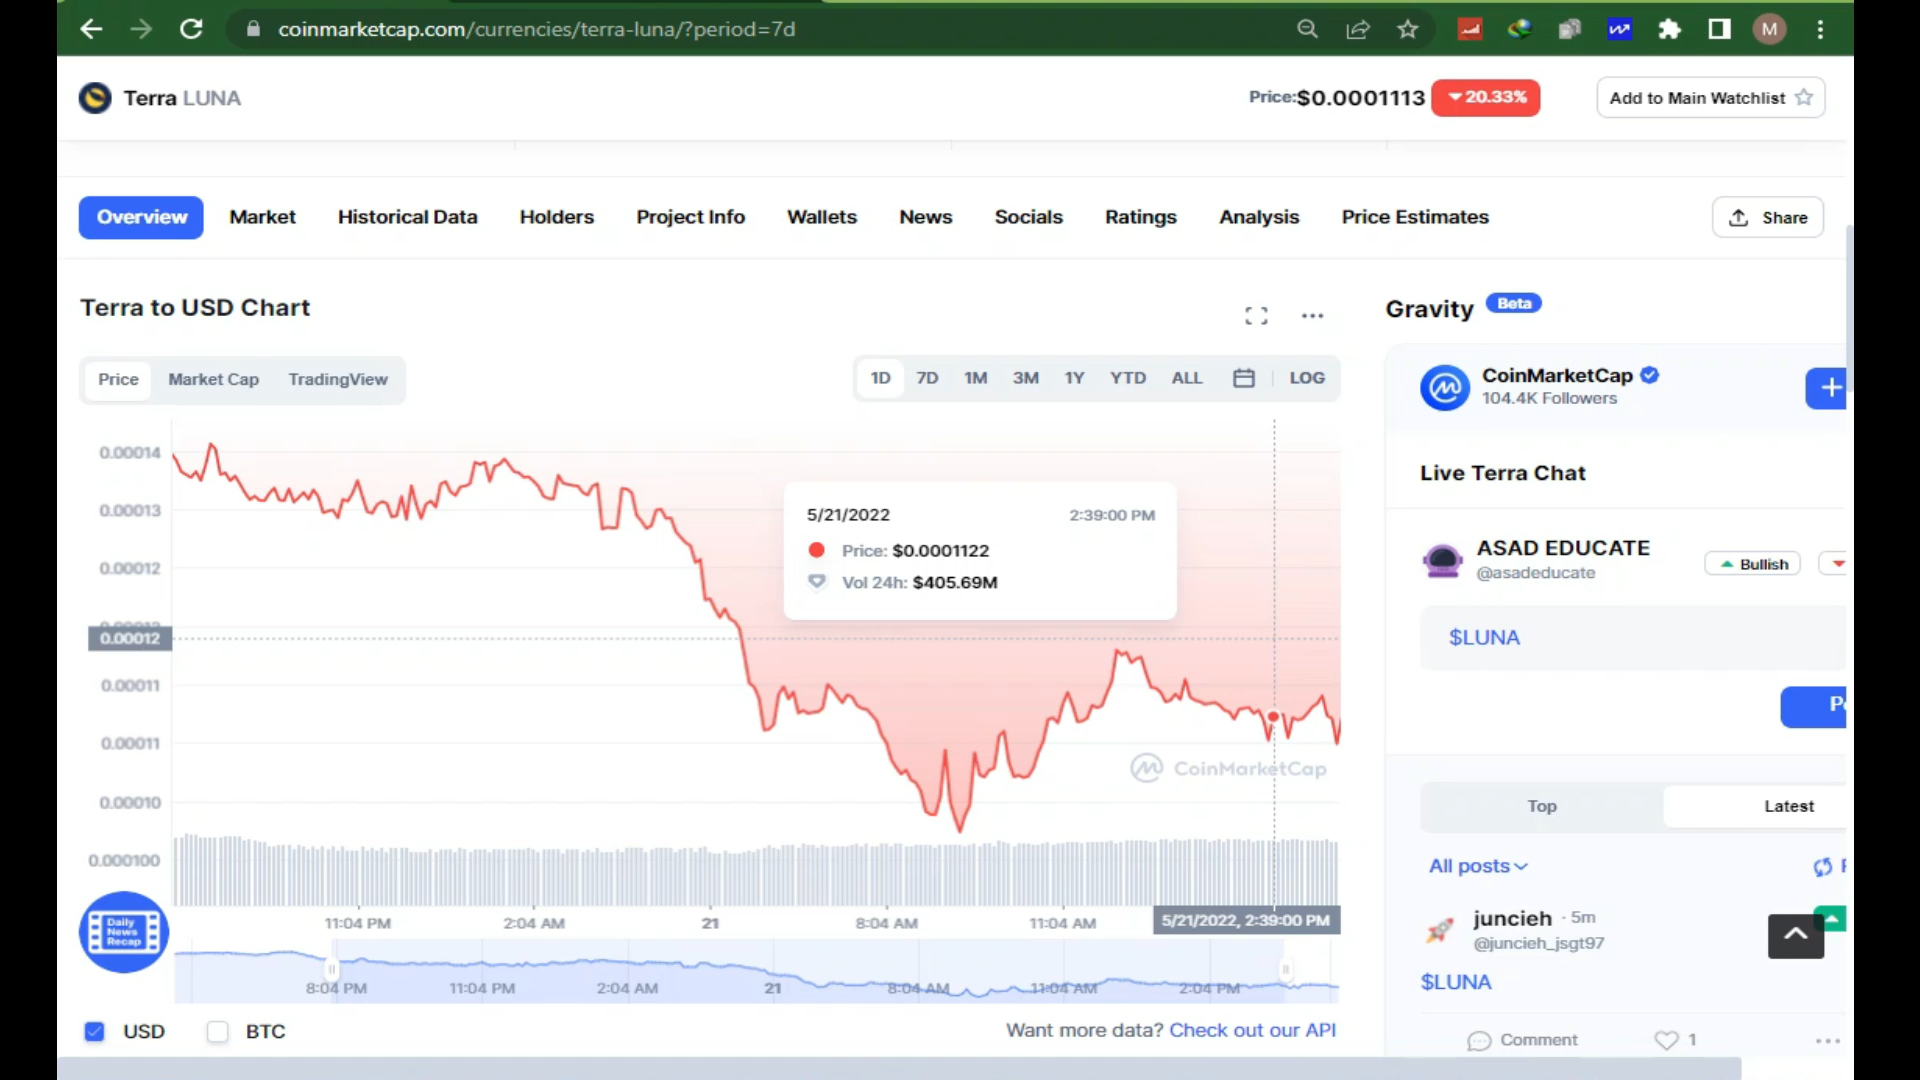 coinmarketcap.com/currencies/terra-luna/?period=7d
M
Terra LUNA
Price:$0.0001113
20.33%
Add to Main Watchlist
Overview
Market
Historical Data
Holders
Project Info
Wallets
News
Socials
Ratings
Analysis
Price Estimates
Share
Terra to USD Chart
Price
Market Cap
TradingView
1D
7D
1M
3M
1Y
YTD
ALL
LOG
0.00014
0.00013
0.00012
0.00012
0.00011
0.00011
0.00010
0.000100
5/21/2022
2:39:00 PM
Price: $0.0001122
Vol 24h: $405.69M
CoinMarketCap
11:04 PM
2:04 AM
21
8:04 AM
11:04 AM
5/21/2022, 2:39:00 PM
Daily
News
Recap
8:04 PM
11:04 PM
2:04 AM
21
8:04 AM
11:04 AM
2:04 PM
USD
BTC
Want more data? Check out our API
Gravity Beta
CoinMarketCap
104.4K Followers
Live Terra Chat
ASAD EDUCATE
@asadeducate
Bullish
$LUNA
Top
Latest
All posts
juncieh · 5m
@juncieh_jsgt97
$LUNA
Comment
1